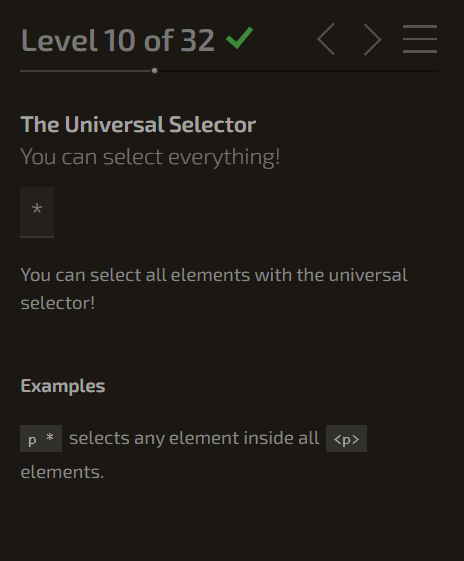 Level 10 of 32
The Universal Selector
You can select everything!
*
You can select all elements with the universal
selector!
Examples
p * selects any element inside all <p>
elements.